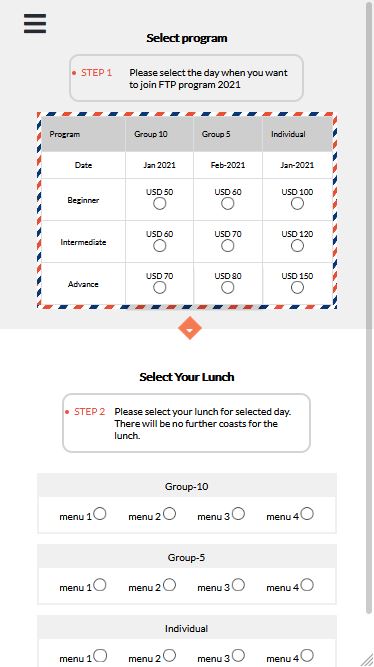 Select program
STEP 1 Please select the day when you want
to join FTP program 2021
Program Group 10 Group 5 Individual
Date Jan 2021 Feb-2021 Jan-2021
USD 50 USD 60 USD 100
Beginner
USD 60 USD 70 USD 120
Intermediate
USD 70 USD 80 USD 150
Advance
Select Your Lunch
STEP 2 Please select your lunch for selected day.
There will be no further coasts for the
lunch.
Group-10
menu 1 menu 2 menu 3 menu 4
Group-5
menu 1 menu 2 menu 3 menu 4
Individual
menu 1 menu 2 menu 3 menu 4